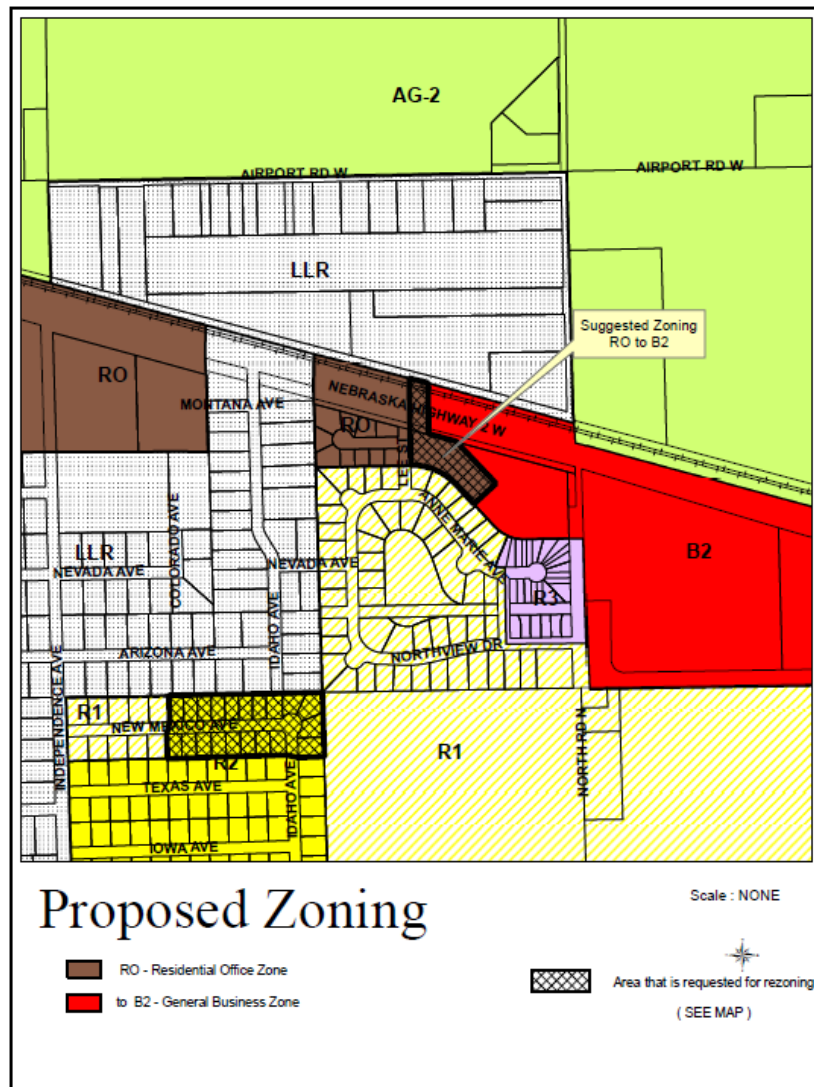 AG-2
AIRPORT RD W
AIRPORT RD W
LLR
Suggested Zoning
RO to B2
RO
NEBRASKA HIGHWAY 2 W
MONTANA AVE
RO
ANNE MARIE AVE
COLORADO AVE
LLR
B2
NEVADA AVE
NEVADA AVE
R3
IDAHO AVE
ARIZONA AVE
NORTHVIEW DR
INDEPENDENCE AVE
R1
NEW MEXICO AVE
R1
NORTH RD N
R2
TEXAS AVE
IDAHO AVE
IOWA AVE
Proposed Zoning
Scale : NONE
RO - Residential Office Zone
to B2 - General Business Zone
Area that is requested for rezoning
( SEE MAP )